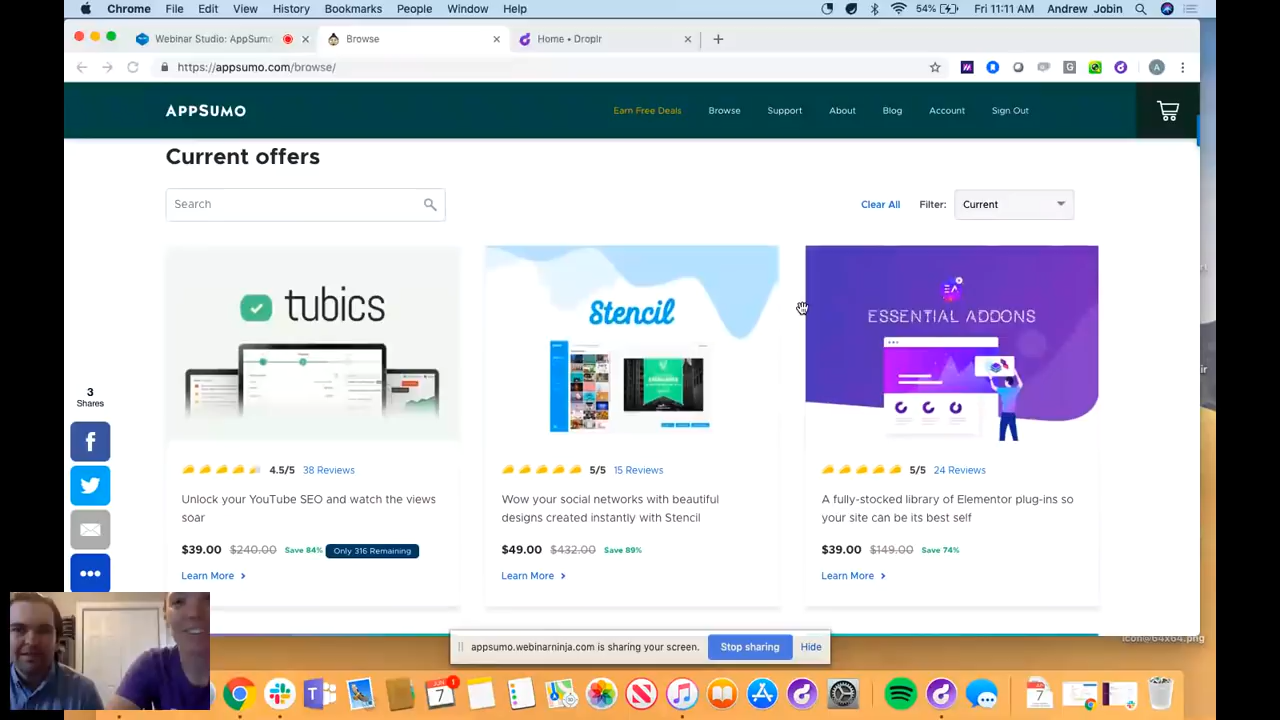 Chrome File Edit View History Bookmarks People Window Help 54% Fri 11:11 AM Andrew Jobin
Webinar Studio: AppSumo Browse Home • Droplr
https://appsumo.com/browse/ A
APPSUMO Earn Free Deals Browse Support About Blog Account Sign Out
Current offers
Search Clear All Filter: Current
tubics
Stencil
ESSENTIAL ADDONS
3
Shares
4.5/5 38 Reviews
Unlock your YouTube SEO and watch the views
soar
$39.00 $240.00 Save 84% Only 316 Remaining
Learn More
5/5 15 Reviews
Wow your social networks with beautiful
designs created instantly with Stencil
$49.00 $432.00 Save 89%
Learn More
5/5 24 Reviews
A fully-stocked library of Elementor plug-ins so
your site can be its best self
$39.00 $149.00 Save 74%
Learn More
icon@64x64.png
appsumo.webinarninja.com is sharing your screen. Stop sharing Hide
7 1 7